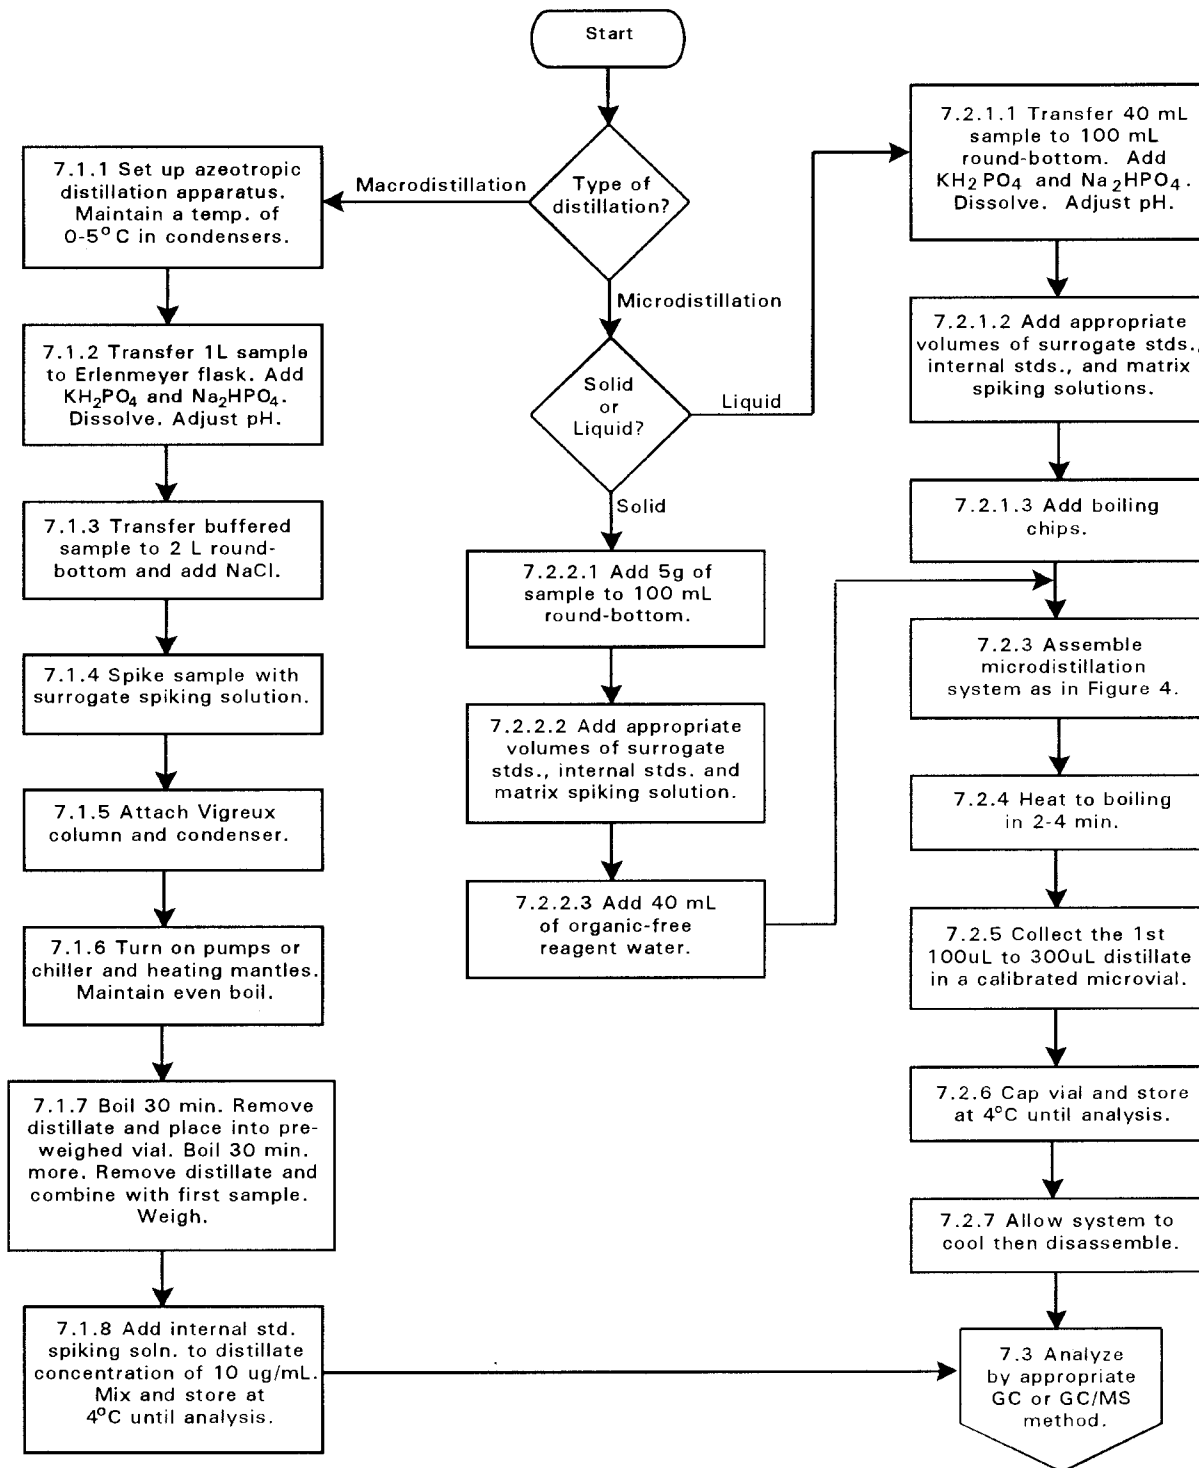 Start
Type of
distillation?
Macrodistillation
Microdistillation
7.1.1 Set up azeotropic
distillation apparatus.
Maintain a temp. of
0-5°C in condensers.
7.1.2 Transfer 1L sample
to Erlenmeyer flask. Add
KH2PO4 and Na2HPO4.
Dissolve. Adjust pH.
7.1.3 Transfer buffered
sample to 2 L round-
bottom and add NaCl.
7.1.4 Spike sample with
surrogate spiking solution.
7.1.5 Attach Vigreux
column and condenser.
7.1.6 Turn on pumps or
chiller and heating mantles.
Maintain even boil.
7.1.7 Boil 30 min. Remove
distillate and place into pre-
weighed vial. Boil 30 min.
more. Remove distillate and
combine with first sample.
Weigh.
7.1.8 Add internal std.
spiking soln. to distillate
concentration of 10 ug/mL.
Mix and store at
4°C until analysis.
Solid
or
Liquid?
Liquid
Solid
7.2.2.1 Add 5g of
sample to 100 mL
round-bottom.
7.2.2.2 Add appropriate
volumes of surrogate
stds., internal stds. and
matrix spiking solution.
7.2.2.3 Add 40 mL
of organic-free
reagent water.
7.2.1.1 Transfer 40 mL
sample to 100 mL
round-bottom. Add
KH2PO4 and Na2HPO4.
Dissolve. Adjust pH.
7.2.1.2 Add appropriate
volumes of surrogate stds.,
internal stds., and matrix
spiking solutions.
7.2.1.3 Add boiling
chips.
7.2.3 Assemble
microdistillation
system as in Figure 4.
7.2.4 Heat to boiling
in 2-4 min.
7.2.5 Collect the 1st
100uL to 300uL distillate
in a calibrated microvial.
7.2.6 Cap vial and store
at 4°C until analysis.
7.2.7 Allow system to
cool then disassemble.
7.3 Analyze
by appropriate
GC or GC/MS
method.